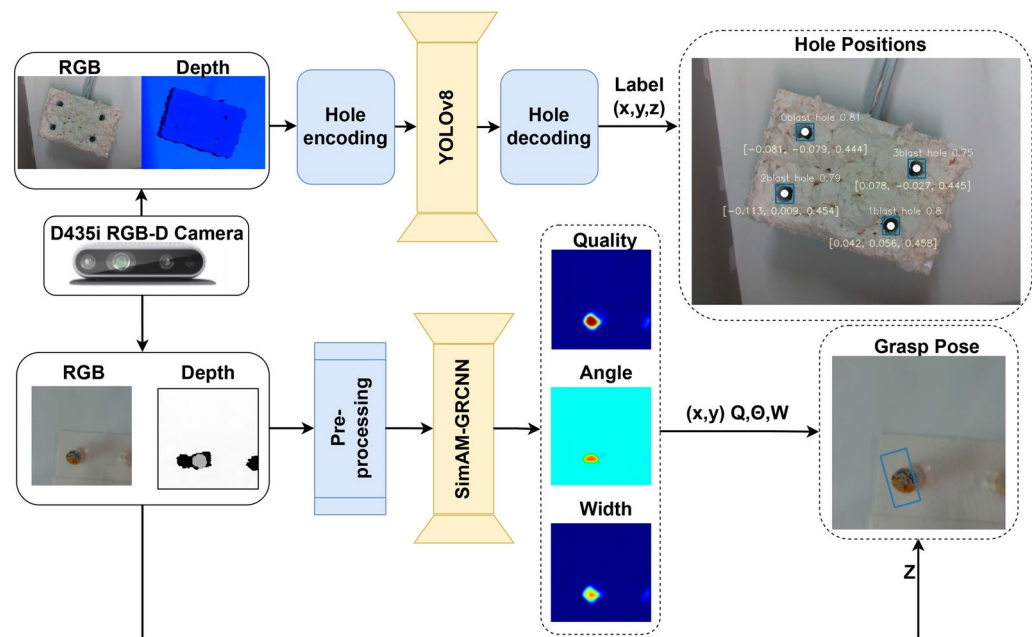 RGB
Depth
Hole
encoding
YOLOv8
Hole
decoding
Label
(x,y,z)
Hole Positions
0blast hole 0.81
[-0.081, -0.079, 0.444]
3blast hole 0.75
[0.078, -0.027, 0.445]
2blast hole 0.79
[-0.113, 0.009, 0.454]
1blast hole 0.8
[0.042, 0.056, 0.458]
D435i RGB-D Camera
RGB
Depth
Pre-
processing
SimAM-GRCNN
Quality
Angle
Width
(x,y) Q,Θ,W
Grasp Pose
Z